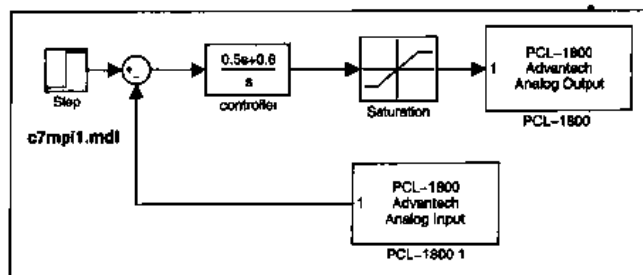 PCL-1800
Advantech
Analog Output
1
PCL-1800
0.5s+0.6
s
controller
Saturation
Step
c7mpi1.mdl
PCL-1800
Advantech
Analog Input
1
PCL-1800 1